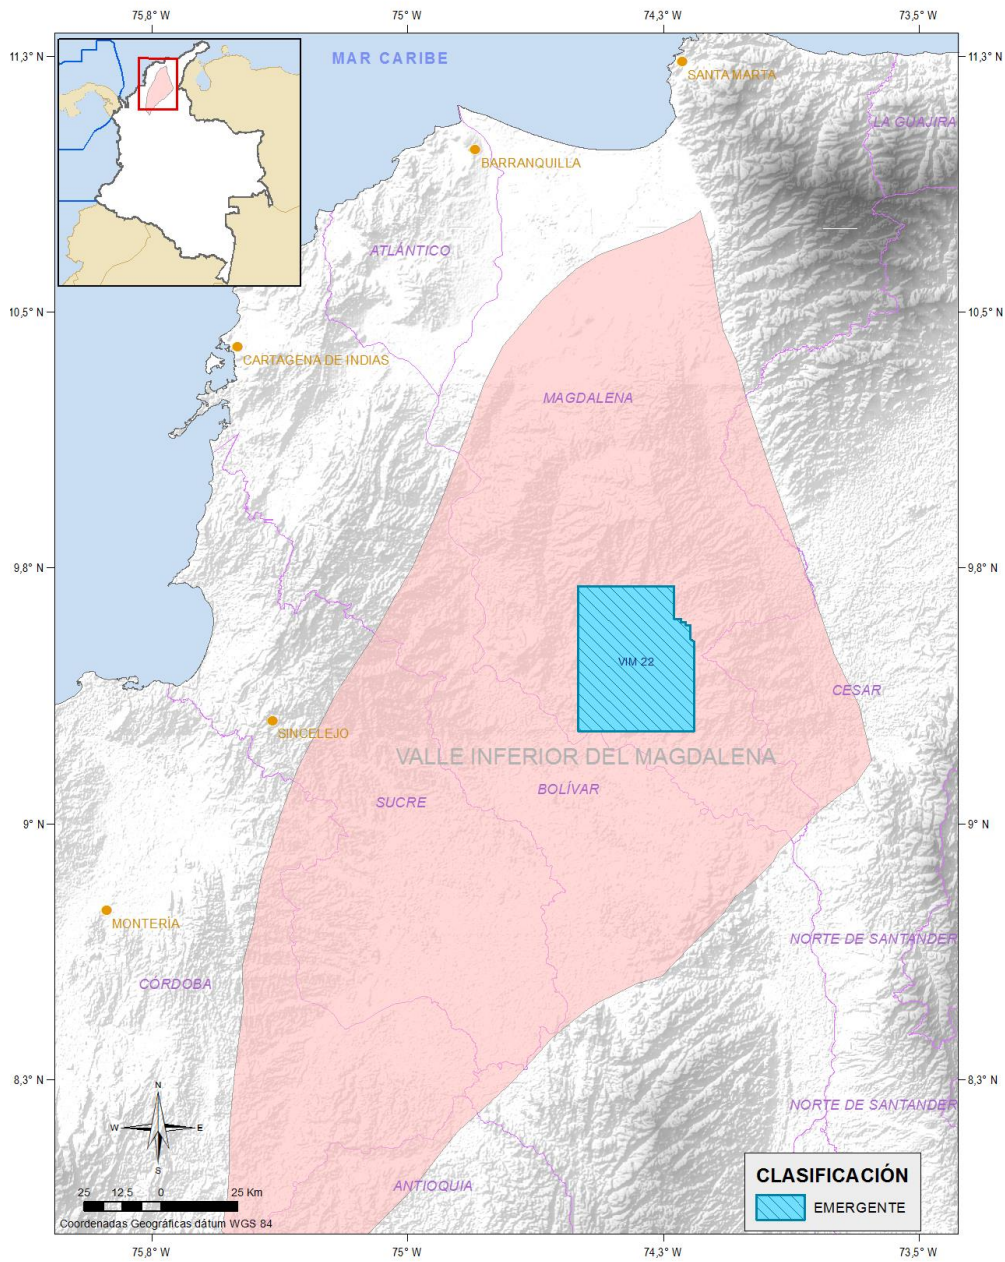 75,8° W 75° W 74,3° W 73,5° W
11,3° N 11,3° N
MAR CARIBE
SANTA MARTA
LA GUAJIRA
BARRANQUILLA
ATLÁNTICO
10,5° N 10,5° N
CARTAGENA DE INDIAS
MAGDALENA
9,8° N 9,8° N
VIM 22
CESAR
SINCELEJO
VALLE INFERIOR DEL MAGDALENA
BOLÍVAR
SUCRE
9° N 9° N
MONTERÍA
NORTE DE SANTANDER
CÓRDOBA
8,3° N 8,3° N
N
W E
S
NORTE DE SANTANDER
ANTIOQUIA
25 12,5 0 25 Km
Coordenadas Geográficas dátum WGS 84
CLASIFICACIÓN
EMERGENTE
75,8° W 75° W 74,3° W 73,5° W